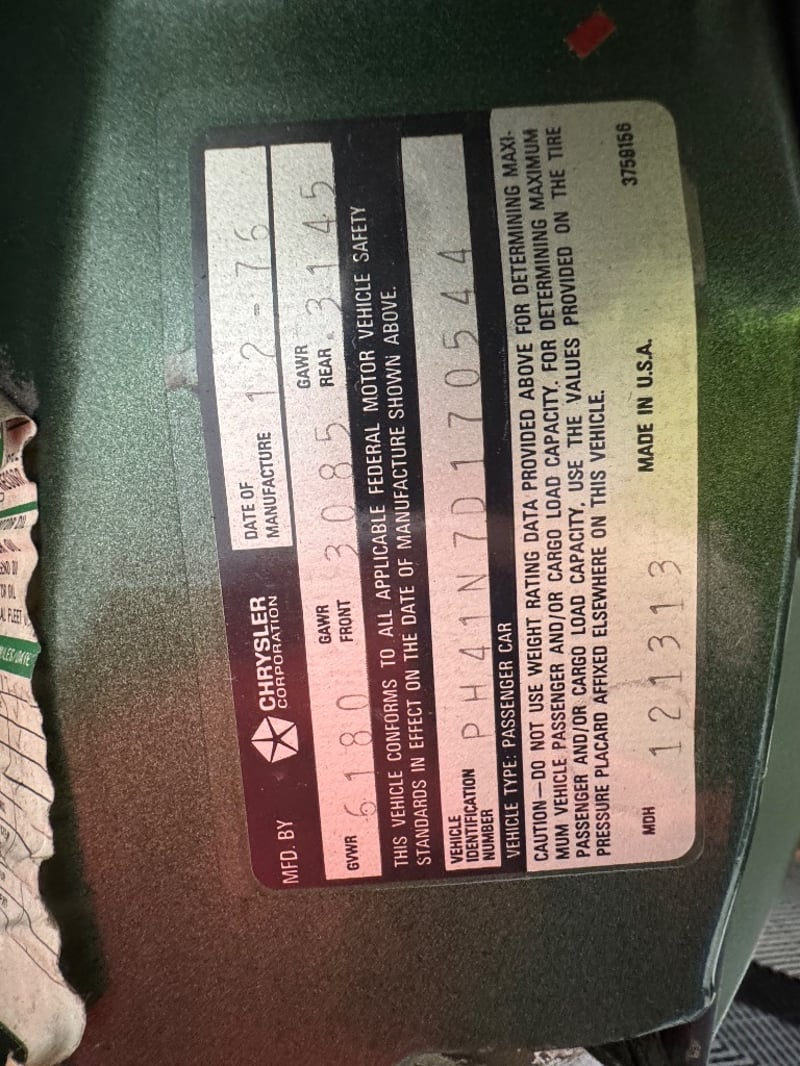 MFD. BY CHRYSLER CORPORATION
DATE OF MANUFACTURE 12-76
GVWR 6180 GAWR FRONT 3085 GAWR REAR 3145
THIS VEHICLE CONFORMS TO ALL APPLICABLE FEDERAL MOTOR VEHICLE SAFETY
STANDARDS IN EFFECT ON THE DATE OF MANUFACTURE SHOWN ABOVE.
VEHICLE IDENTIFICATION NUMBER PH41N7D170544
VEHICLE TYPE: PASSENGER CAR
CAUTION—DO NOT USE WEIGHT RATING DATA PROVIDED ABOVE FOR DETERMINING MAXI-
MUM VEHICLE PASSENGER AND/OR CARGO LOAD CAPACITY. FOR DETERMINING MAXIMUM
PASSENGER AND/OR CARGO LOAD CAPACITY, USE THE VALUES PROVIDED ON THE TIRE
PRESSURE PLACARD AFFIXED ELSEWHERE ON THIS VEHICLE.
MDH 121313 MADE IN U.S.A. 3758156